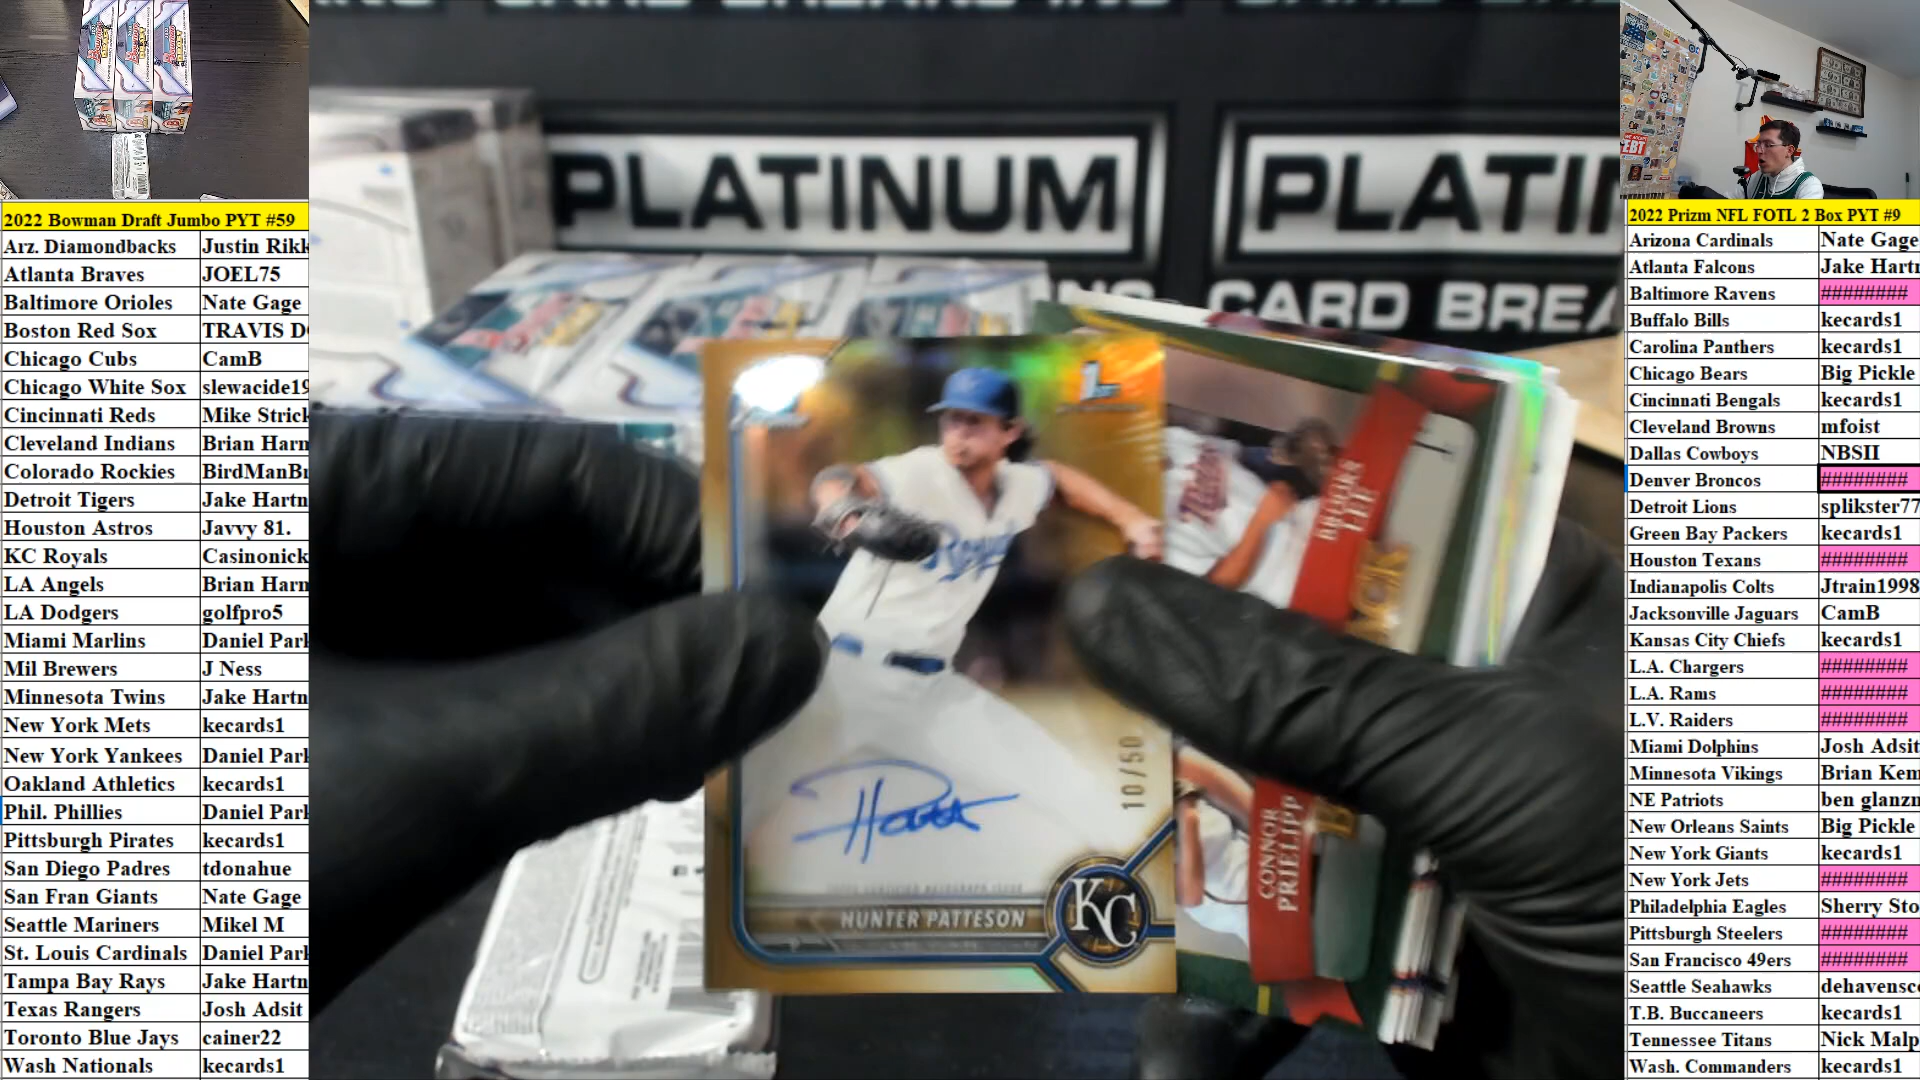 2022 Bowman Draft Jumbo PYT #59
Arz. Diamondbacks Justin Rikk
Atlanta Braves JOEL75
Baltimore Orioles Nate Gage
Boston Red Sox TRAVIS D
Chicago Cubs CamB
Chicago White Sox slewacide19
Cincinnati Reds Mike Strick
Cleveland Indians Brian Harn
Colorado Rockies BirdManBr
Detroit Tigers Jake Hartn
Houston Astros Javvy 81.
KC Royals Casinonick
LA Angels Brian Harn
LA Dodgers golfpro5
Miami Marlins Daniel Park
Mil Brewers J Ness
Minnesota Twins Jake Hartn
New York Mets kecards1
New York Yankees Daniel Park
Oakland Athletics kecards1
Phil. Phillies Daniel Park
Pittsburgh Pirates kecards1
San Diego Padres tdonahue
San Fran Giants Nate Gage
Seattle Mariners Mikel M
St. Louis Cardinals Daniel Park
Tampa Bay Rays Jake Hartn
Texas Rangers Josh Adsit
Toronto Blue Jays cainer22
Wash Nationals kecards1
PLATINUM
PLATI
CARD BREA
1st
BROOKS
LEE
Royals
10/50
CONNOR
PRIELIPP
HUNTER PATTESON
KC
EBT
2022 Prizm NFL FOTL 2 Box PYT #9
Arizona Cardinals Nate Gage
Atlanta Falcons Jake Hartn
Baltimore Ravens ########
Buffalo Bills kecards1
Carolina Panthers kecards1
Chicago Bears Big Pickle
Cincinnati Bengals kecards1
Cleveland Browns mfoist
Dallas Cowboys NBSII
Denver Broncos ########
Detroit Lions splikster77
Green Bay Packers kecards1
Houston Texans ########
Indianapolis Colts Jtrain1998
Jacksonville Jaguars CamB
Kansas City Chiefs kecards1
L.A. Chargers ########
L.A. Rams ########
L.V. Raiders ########
Miami Dolphins Josh Adsit
Minnesota Vikings Brian Kem
NE Patriots ben glanzn
New Orleans Saints Big Pickle
New York Giants kecards1
New York Jets ########
Philadelphia Eagles Sherry Sto
Pittsburgh Steelers ########
San Francisco 49ers ########
Seattle Seahawks dehavensc
T.B. Buccaneers kecards1
Tennessee Titans Nick Malp
Wash. Commanders kecards1